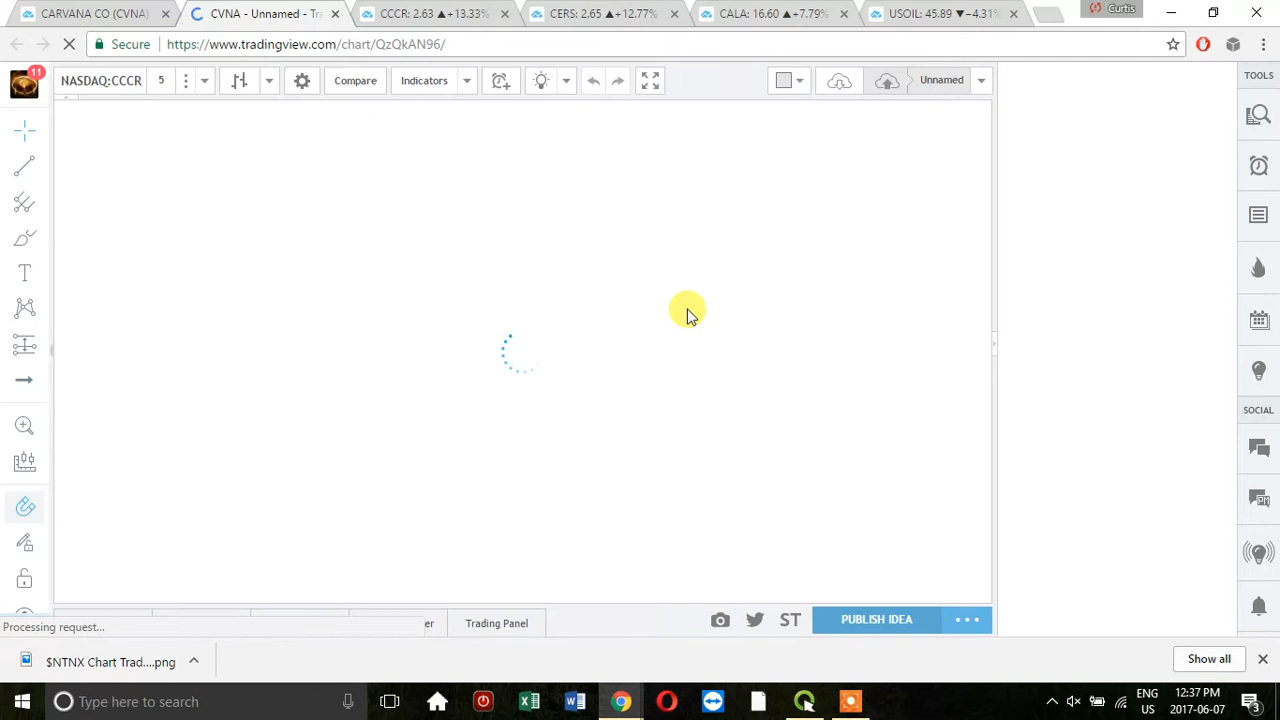 CARVANA CO (CVNA)
CVNA - Unnamed - Tra
CCCR: 2.63 ▲+13.33%
CERS: 2.65 ▲+12.77%
CALA: 16.60 ▲+7.79%
USOIL: 45.89 ▼−4.31%
Curtis
Secure
https://www.tradingview.com/chart/QzQkAN96/
11
NASDAQ:CCCR
5
Compare
Indicators
Unnamed
TOOLS
SOCIAL
T
er
Trading Panel
ST
PUBLISH IDEA
Processing request...
$NTNX Chart Trad....png
Show all
Type here to search
ENG
US
12:37 PM
2017-06-07
3